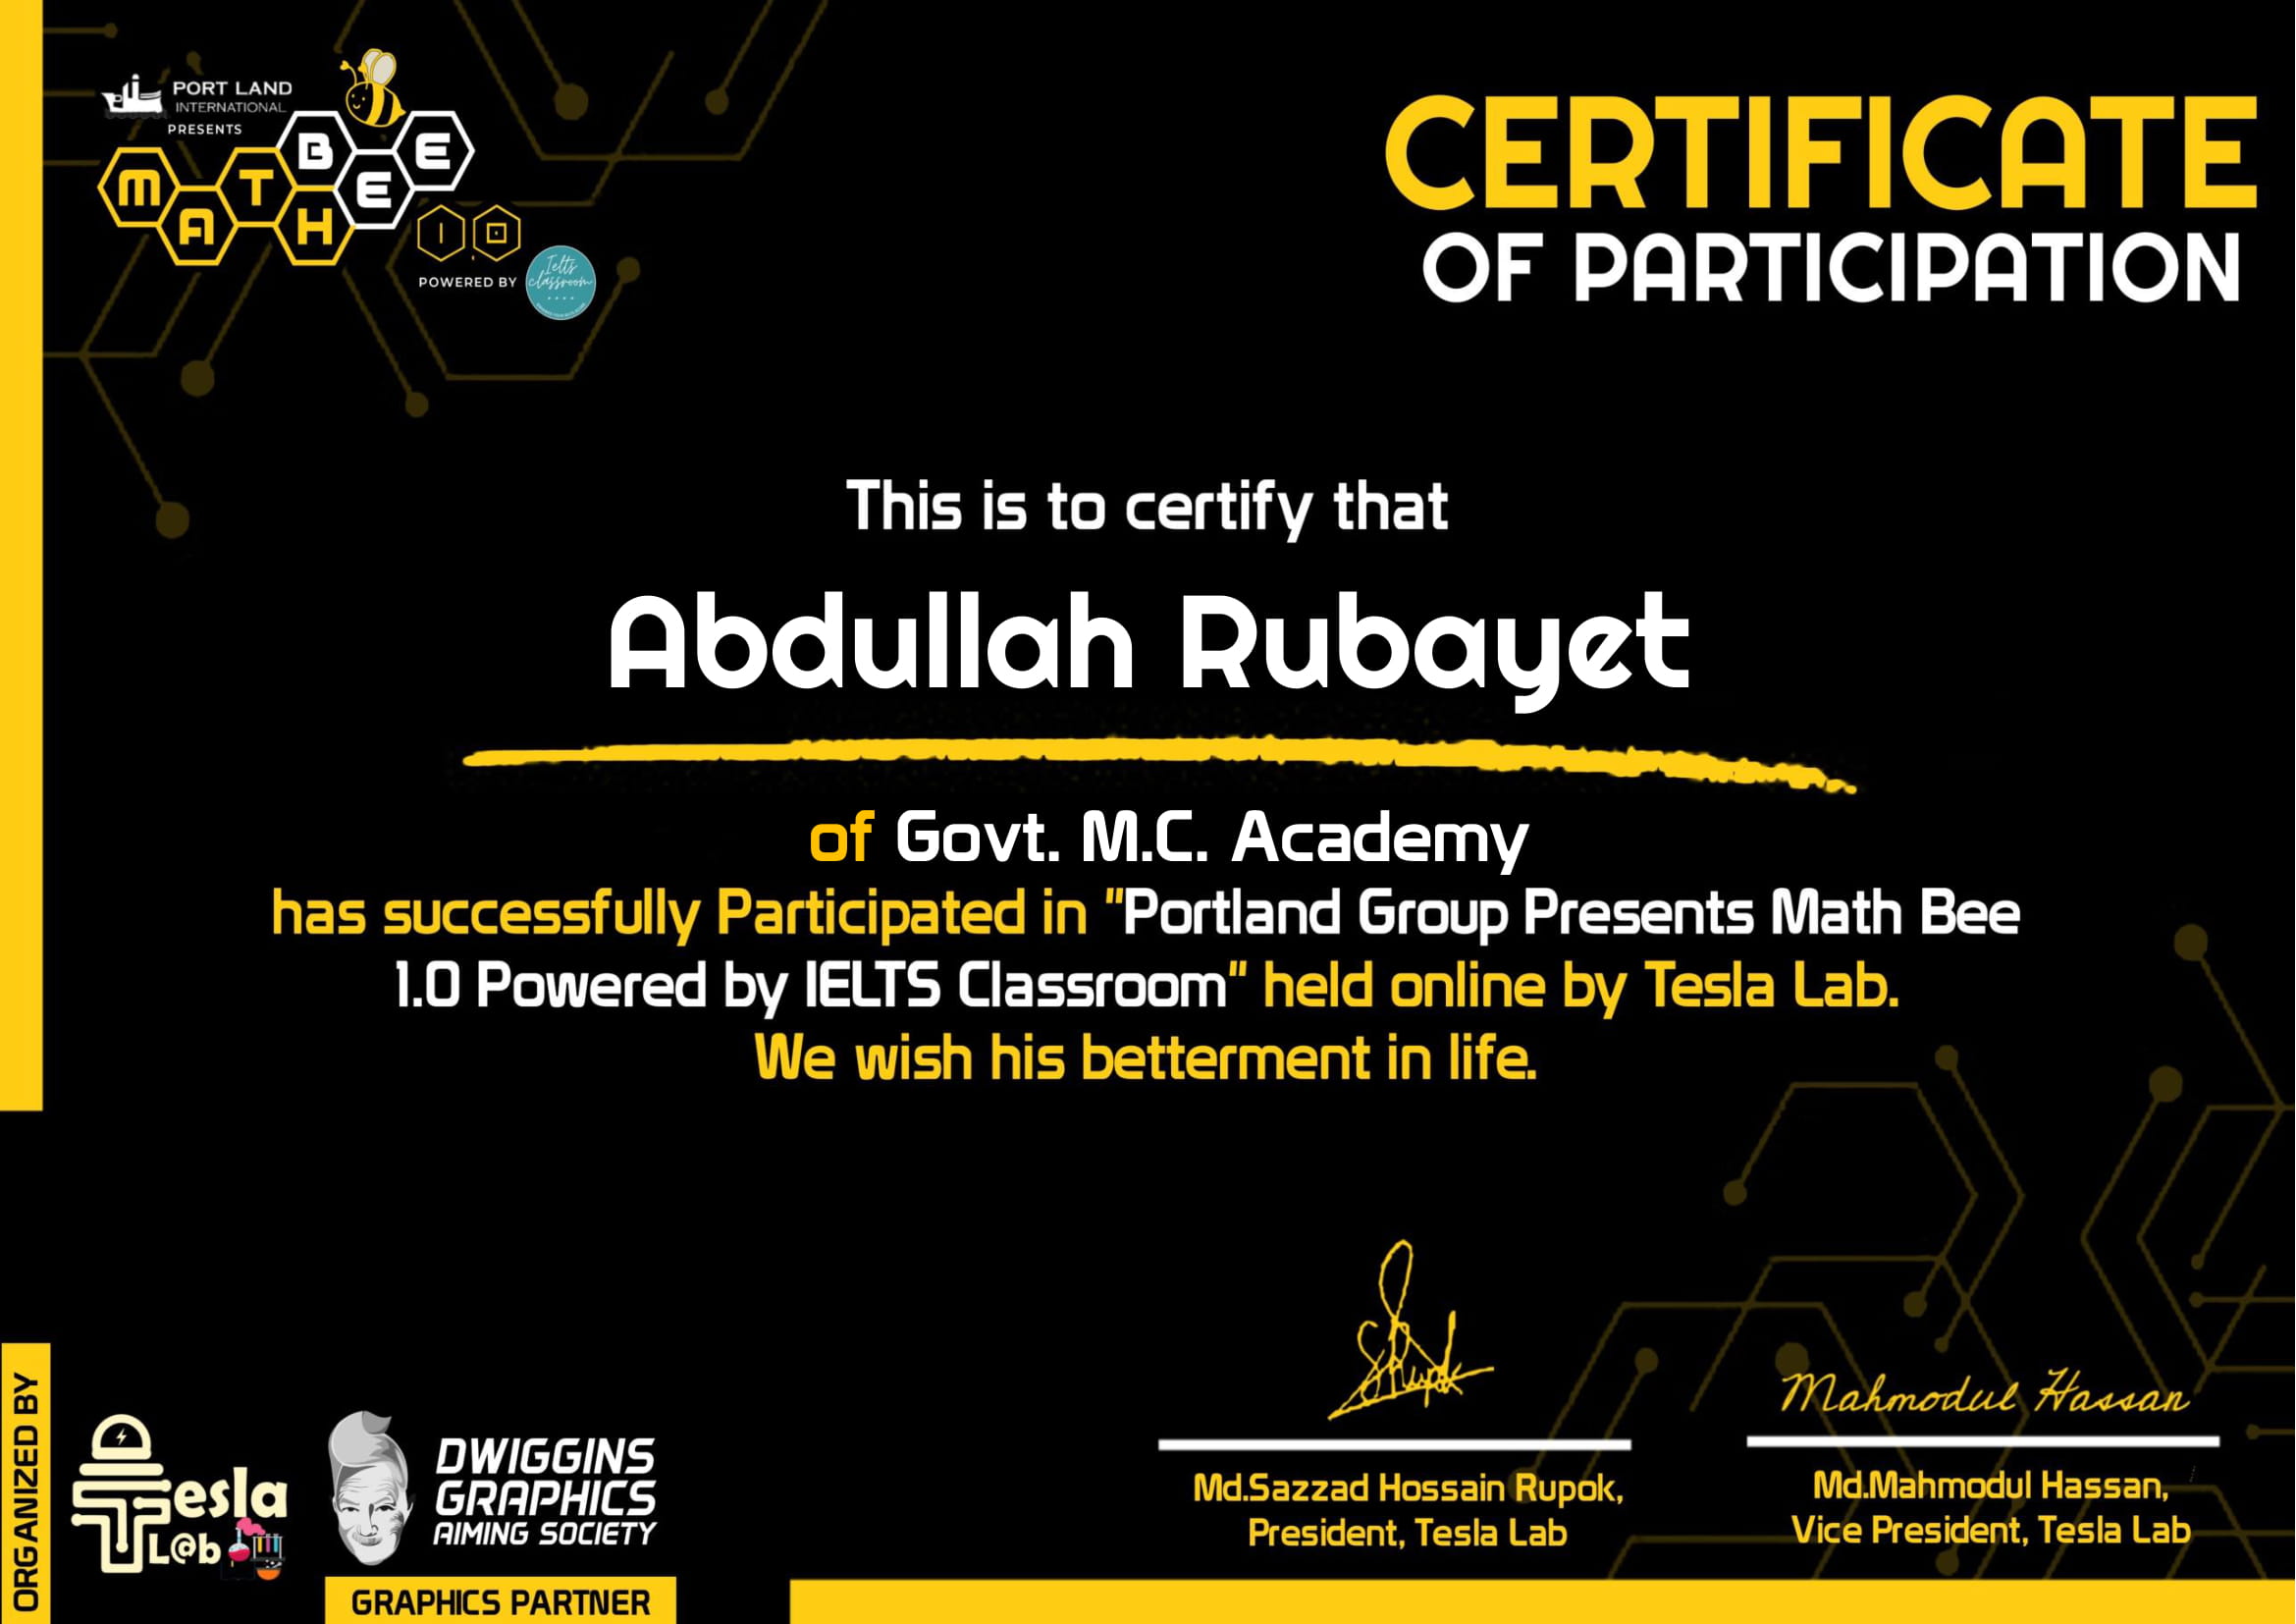 PORT LAND
INTERNATIONAL
PRESENTS
MATH BEE
1.0
POWERED BY
Ielts
classroom
CERTIFICATE
OF PARTICIPATION
This is to certify that
Abdullah Rubayet
of Govt. M.C. Academy
has successfully Participated in "Portland Group Presents Math Bee
1.0 Powered by IELTS Classroom" held online by Tesla Lab.
We wish his betterment in life.
ORGANIZED BY
Tesla
L@b
DWIGGINS
GRAPHICS
AIMING SOCIETY
GRAPHICS PARTNER
SRupok
Md.Sazzad Hossain Rupok,
President, Tesla Lab
Mahmodul Hassan
Md.Mahmodul Hassan,
Vice President, Tesla Lab